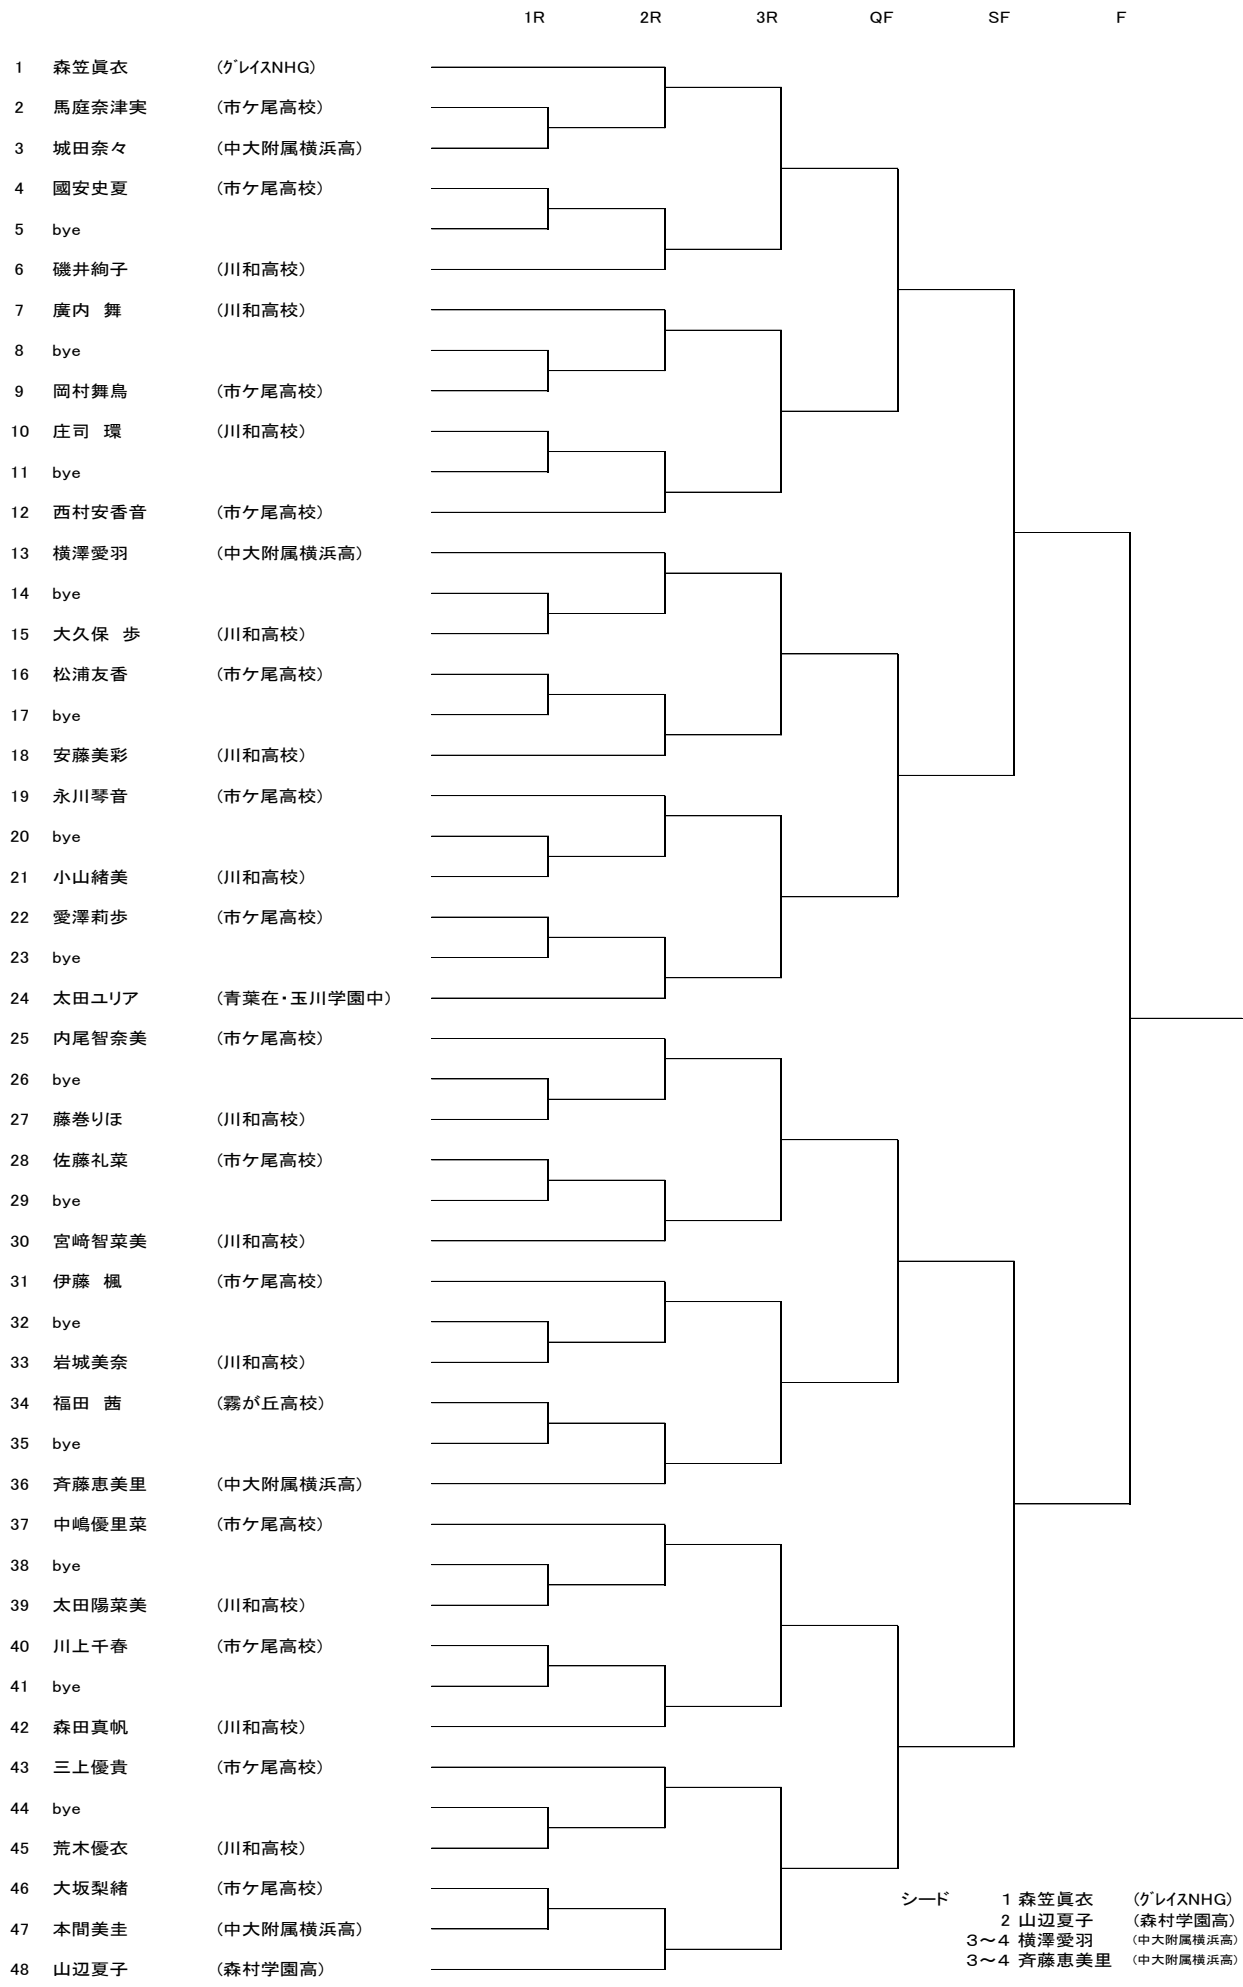 1R 2R 3R QF SF F
1 森笠眞衣 (グレイスNHG)
2 馬庭奈津実 (市ケ尾高校)
3 城田奈々 (中大附属横浜高)
4 國安史夏 (市ケ尾高校)
5 bye
6 磯井絢子 (川和高校)
7 廣内 舞 (川和高校)
8 bye
9 岡村舞鳥 (市ケ尾高校)
10 庄司 環 (川和高校)
11 bye
12 西村安香音 (市ケ尾高校)
13 横澤愛羽 (中大附属横浜高)
14 bye
15 大久保 歩 (川和高校)
16 松浦友香 (市ケ尾高校)
17 bye
18 安藤美彩 (川和高校)
19 永川琴音 (市ケ尾高校)
20 bye
21 小山緒美 (川和高校)
22 愛澤莉歩 (市ケ尾高校)
23 bye
24 太田ユリア (青葉在・玉川学園中)
25 内尾智奈美 (市ケ尾高校)
26 bye
27 藤巻りほ (川和高校)
28 佐藤礼菜 (市ケ尾高校)
29 bye
30 宮﨑智菜美 (川和高校)
31 伊藤 楓 (市ケ尾高校)
32 bye
33 岩城美奈 (川和高校)
34 福田 茜 (霧が丘高校)
35 bye
36 斉藤恵美里 (中大附属横浜高)
37 中嶋優里菜 (市ケ尾高校)
38 bye
39 太田陽菜美 (川和高校)
40 川上千春 (市ケ尾高校)
41 bye
42 森田真帆 (川和高校)
43 三上優貴 (市ケ尾高校)
44 bye
45 荒木優衣 (川和高校)
46 大坂梨緒 (市ケ尾高校)
47 本間美圭 (中大附属横浜高)
48 山辺夏子 (森村学園高)
シード 1 森笠眞衣 (グレイスNHG)
2 山辺夏子 (森村学園高)
3～4 横澤愛羽 (中大附属横浜高)
3～4 斉藤恵美里 (中大附属横浜高)